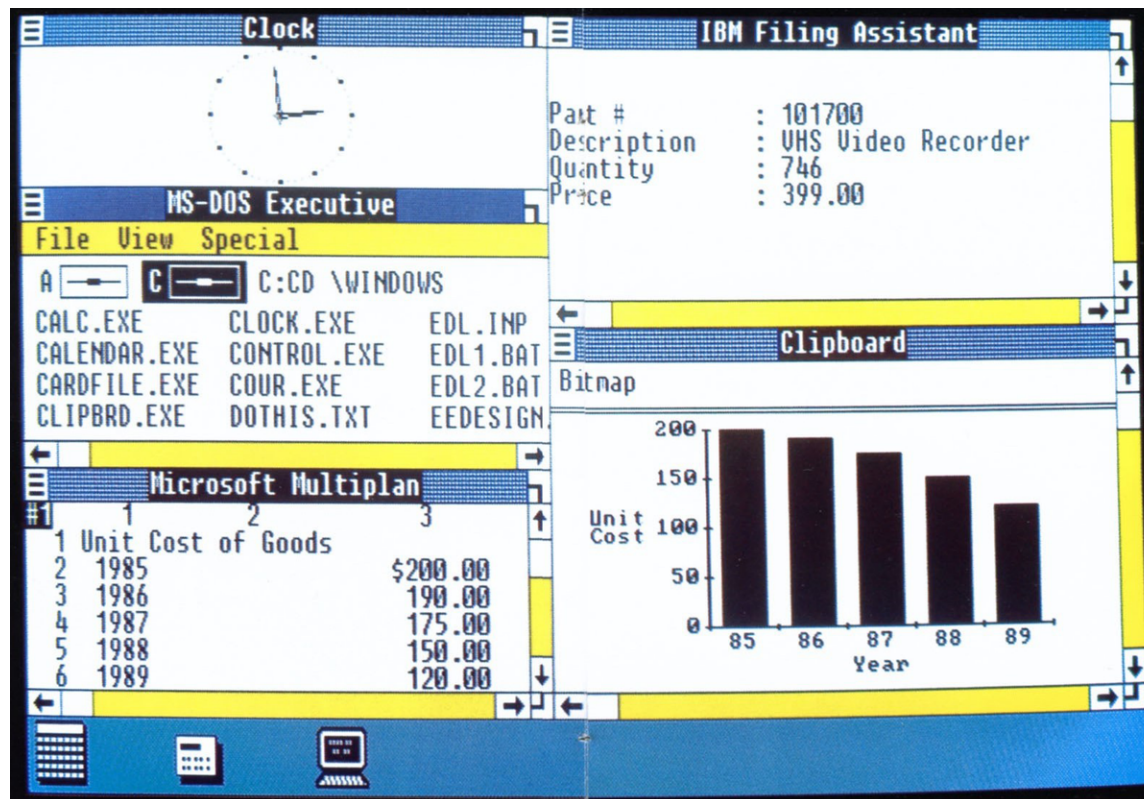 Clock
MS-DOS Executive
File View Special
A C C:CD \WINDOWS
CALC.EXE CLOCK.EXE EDL.INP
CALENDAR.EXE CONTROL.EXE EDL1.BAT
CARDFILE.EXE COUR.EXE EDL2.BAT
CLIPBRD.EXE DOTHIS.TXT EEDESIGN.
Microsoft Multiplan
#1 1 2 3
1 Unit Cost of Goods
2 1985 $200.00
3 1986 190.00
4 1987 175.00
5 1988 150.00
6 1989 120.00
IBM Filing Assistant
Part # : 101700
Description : VHS Video Recorder
Quantity : 746
Price : 399.00
Clipboard
Bitmap
200
150
Unit
Cost
100
50
0
85 86 87 88 89
Year